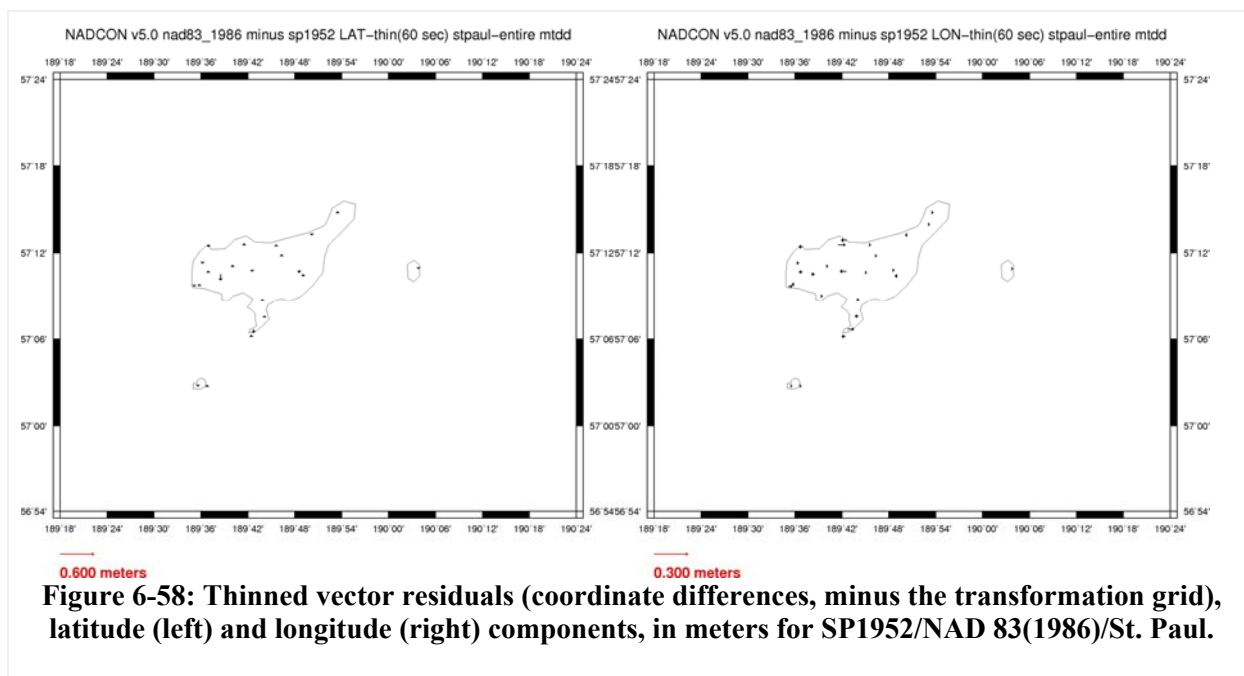 NADCON v5.0 nad83_1986 minus sp1952 LAT−thin(60 sec) stpaul−entire mtdd
189˚18' 189˚24' 189˚30' 189˚36' 189˚42' 189˚48' 189˚54' 190˚00' 190˚06' 190˚12' 190˚18' 190˚24'
57˚24' 57˚24'
57˚18' 57˚18'
57˚12' 57˚12'
57˚06' 57˚06'
57˚00' 57˚00'
56˚54' 56˚54'
189˚18' 189˚24' 189˚30' 189˚36' 189˚42' 189˚48' 189˚54' 190˚00' 190˚06' 190˚12' 190˚18' 190˚24'
0.600 meters
NADCON v5.0 nad83_1986 minus sp1952 LON−thin(60 sec) stpaul−entire mtdd
189˚18' 189˚24' 189˚30' 189˚36' 189˚42' 189˚48' 189˚54' 190˚00' 190˚06' 190˚12' 190˚18' 190˚24'
57˚24' 57˚24'
57˚18' 57˚18'
57˚12' 57˚12'
57˚06' 57˚06'
57˚00' 57˚00'
56˚54' 56˚54'
189˚18' 189˚24' 189˚30' 189˚36' 189˚42' 189˚48' 189˚54' 190˚00' 190˚06' 190˚12' 190˚18' 190˚24'
0.300 meters
Figure 6-58: Thinned vector residuals (coordinate differences, minus the transformation grid),
latitude (left) and longitude (right) components, in meters for SP1952/NAD 83(1986)/St. Paul.